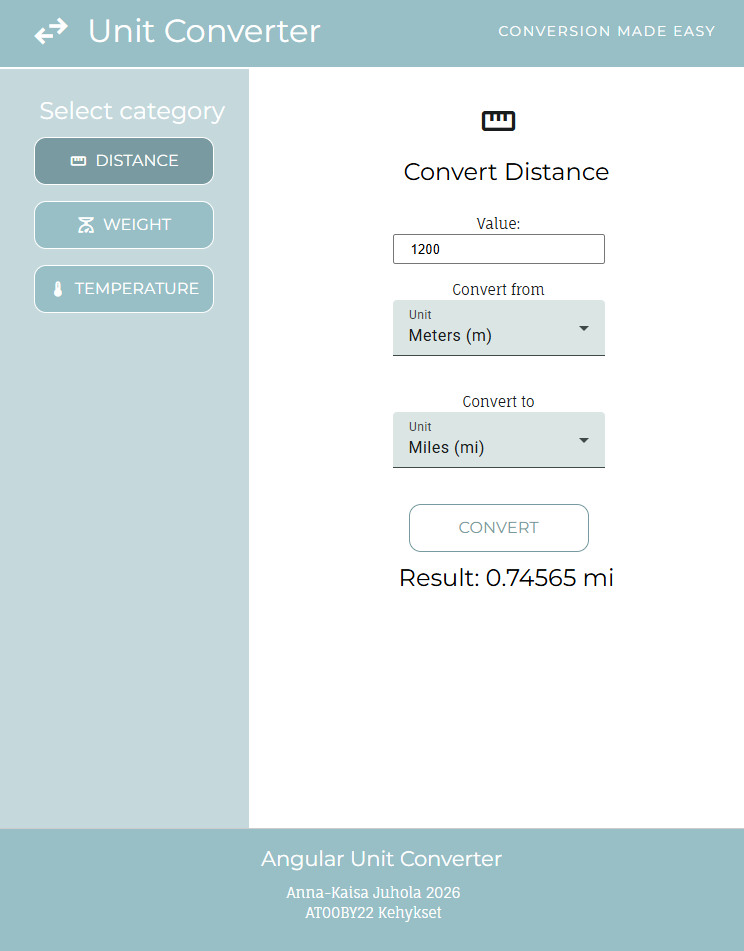 Unit Converter
CONVERSION MADE EASY
Select category
DISTANCE
WEIGHT
TEMPERATURE
Convert Distance
Value:
1200
Convert from
Unit
Meters (m)
Convert to
Unit
Miles (mi)
CONVERT
Result: 0.74565 mi
Angular Unit Converter
Anna-Kaisa Juhola 2026
AT00BY22 Kehykset